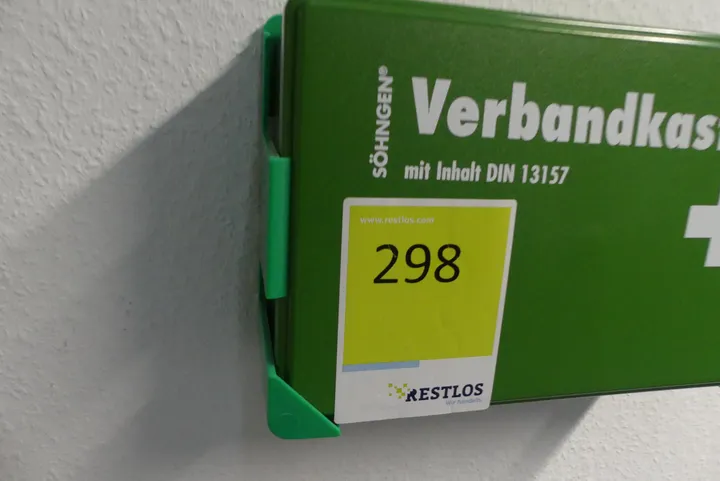 SÖHNGEN®
Verbandkas
mit Inhalt DIN 13157
www.restlos.com
298
RESTLOS